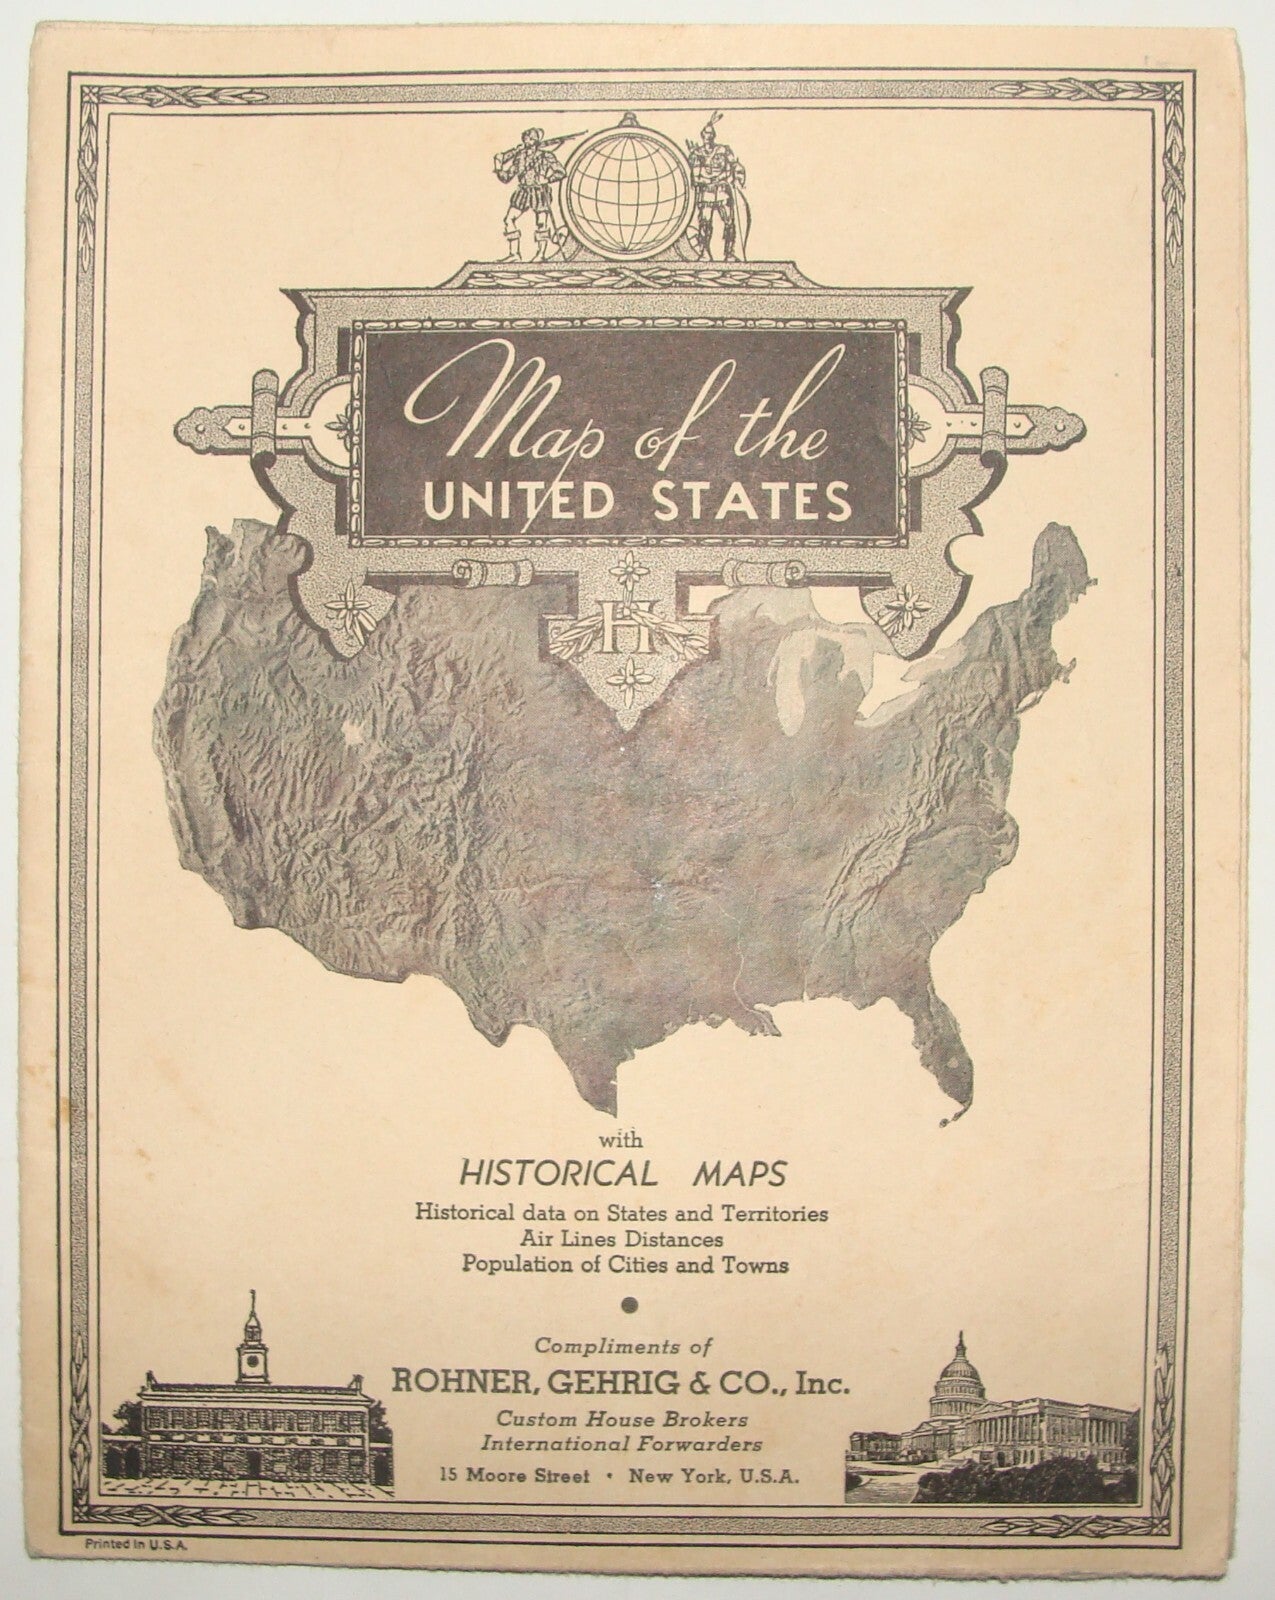 Map of the
UNITED STATES
H
with
HISTORICAL MAPS
Historical data on States and Territories
Air Lines Distances
Population of Cities and Towns
Compliments of
ROHNER, GEHRIG & CO., Inc.
Custom House Brokers
International Forwarders
15 Moore Street • New York, U.S.A.
Printed in U.S.A.